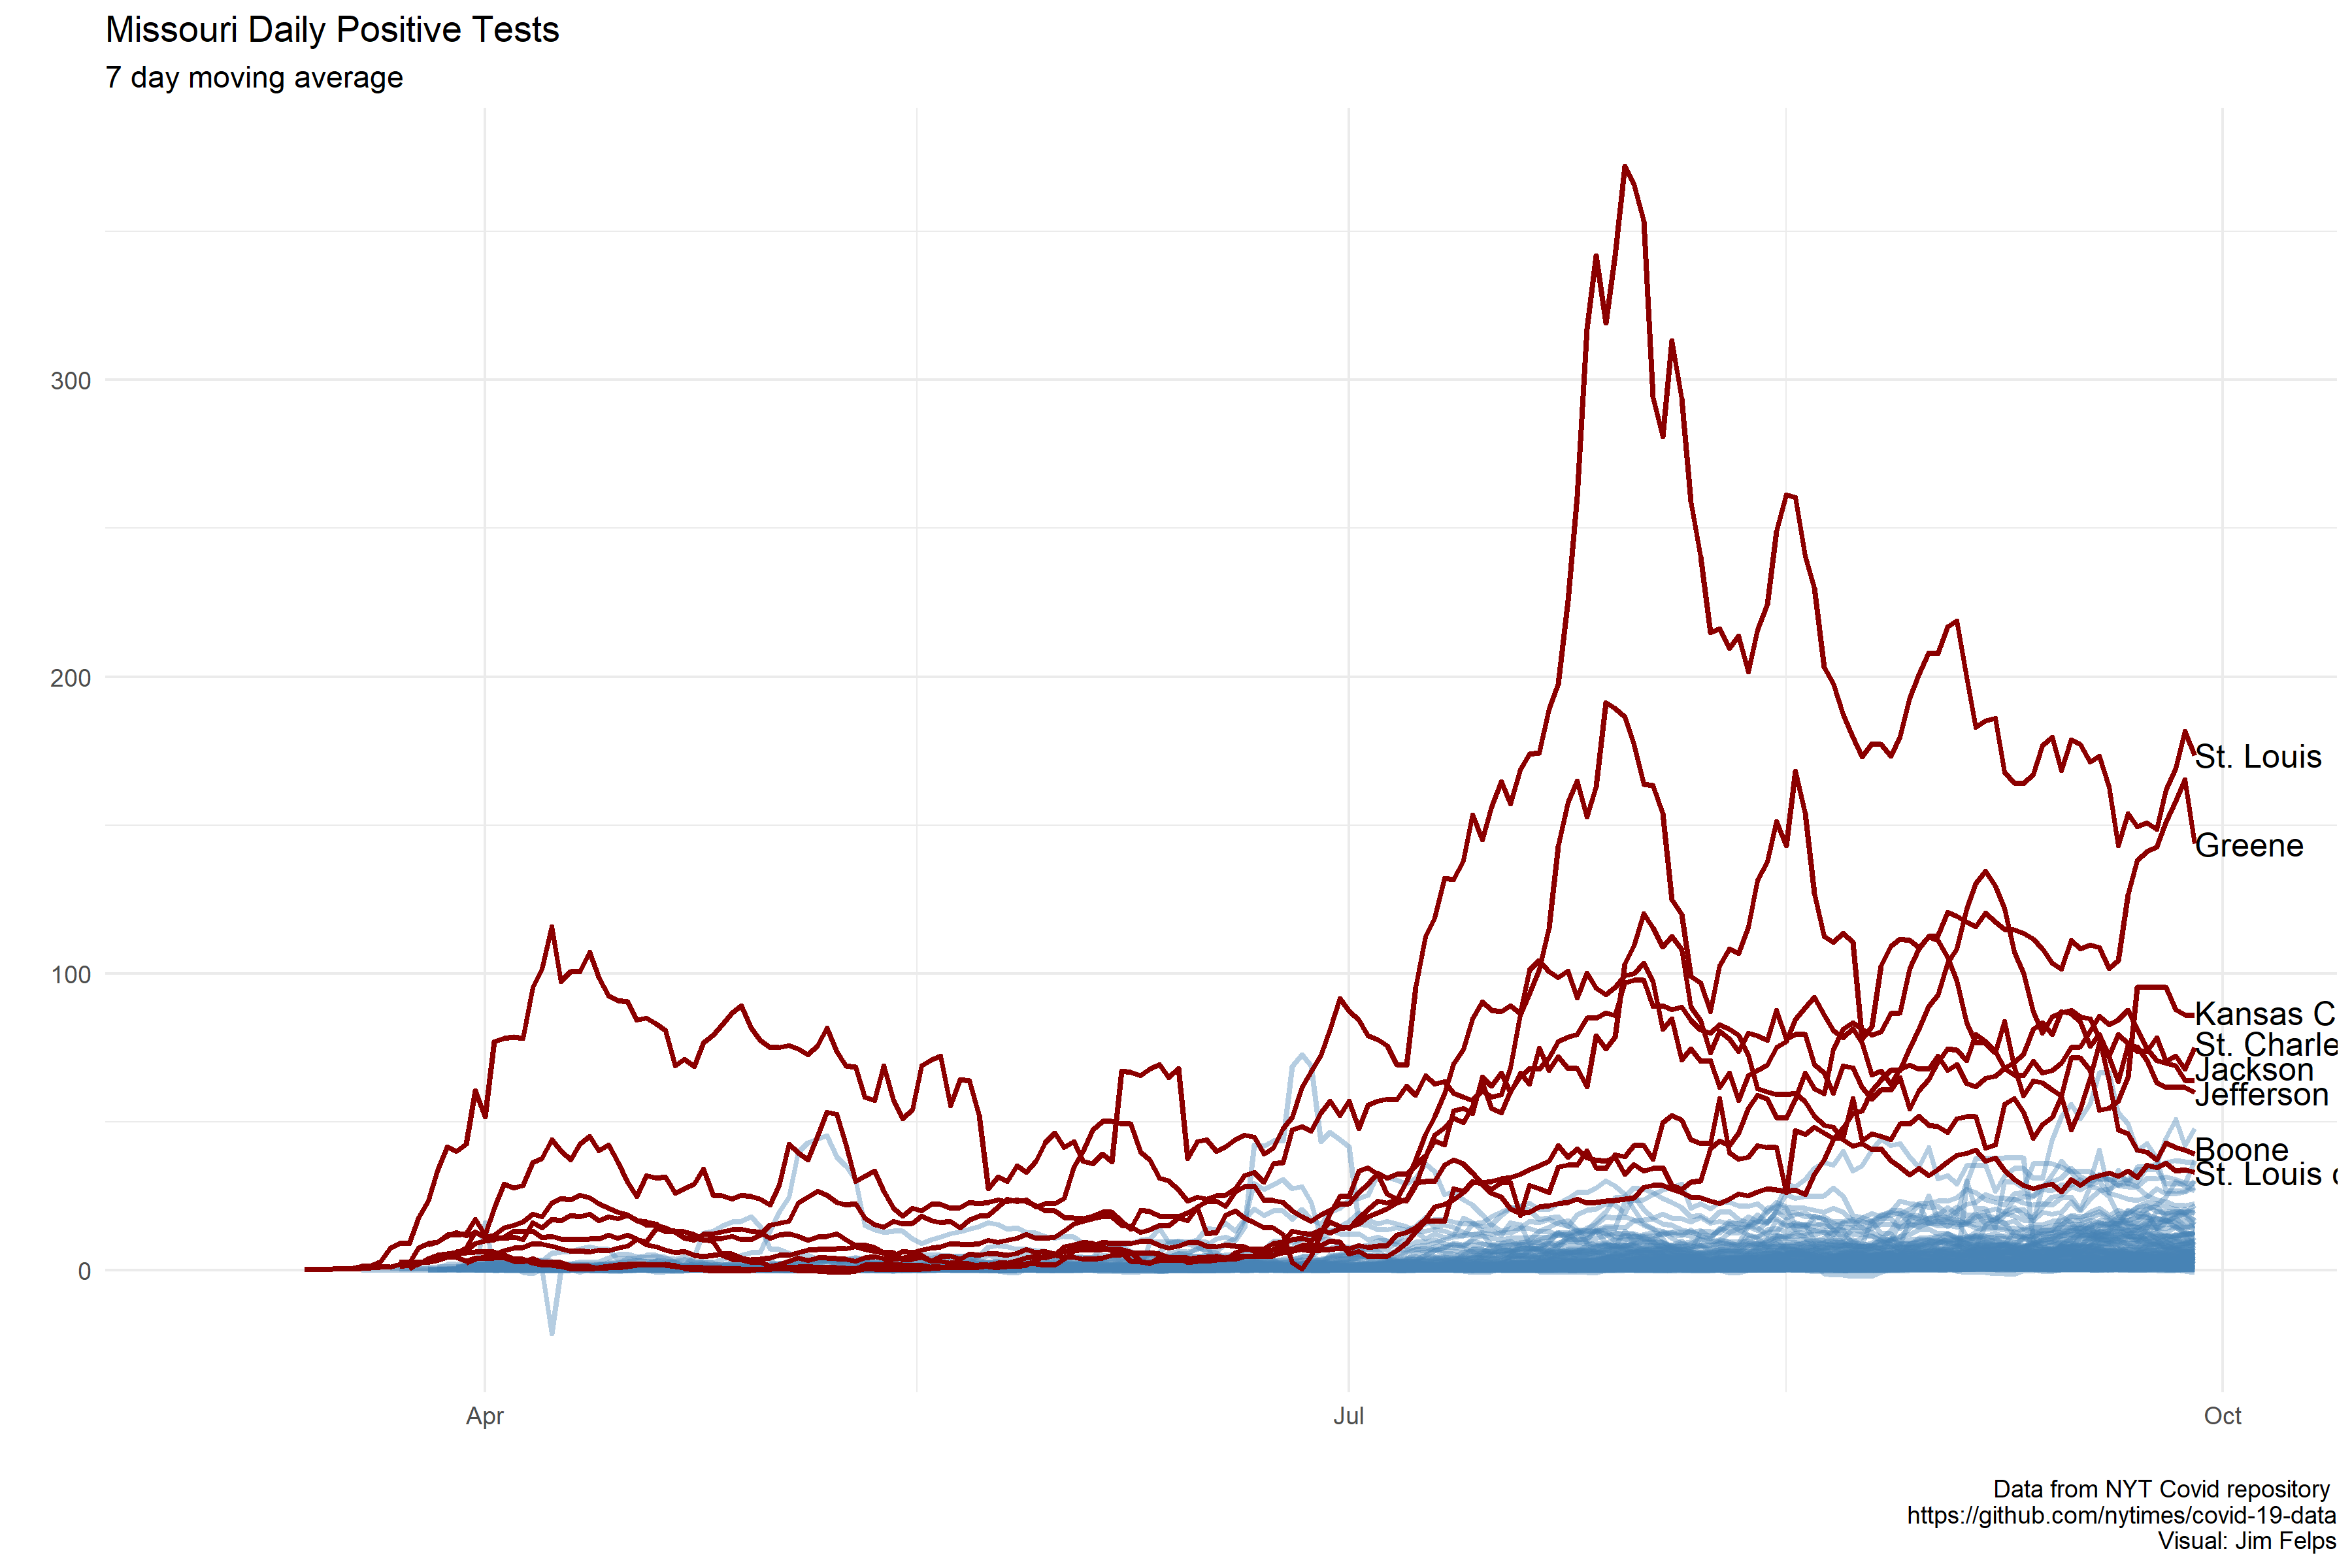 Missouri Daily Positive Tests
7 day moving average
300
200
100
0
St. Louis
Greene
Kansas C
St. Charle
Jackson
Jefferson
Boone
St. Louis c
Apr
Jul
Oct
Data from NYT Covid repository
https://github.com/nytimes/covid-19-data
Visual: Jim Felps